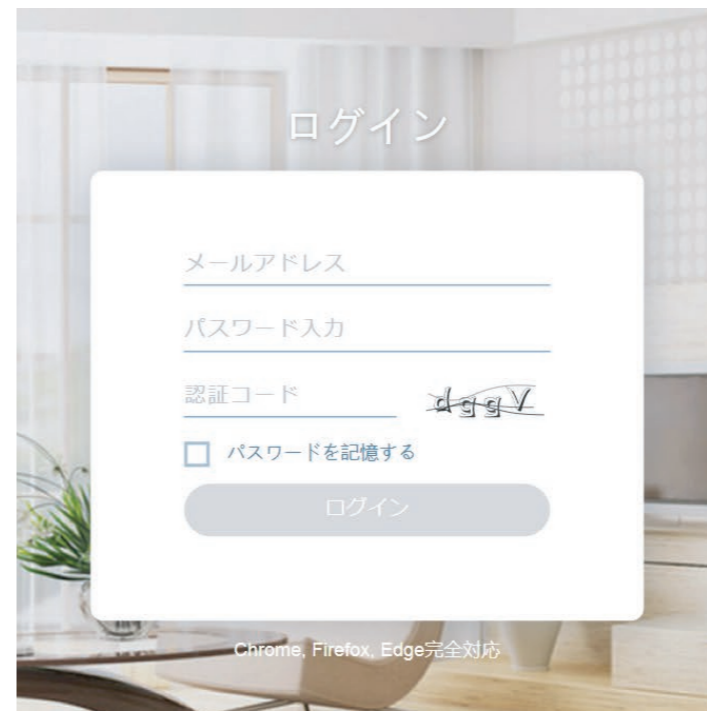 ログイン
メールアドレス
パスワード入力
認証コード
dggV
パスワードを記憶する
ログイン
Chrome, Firefox, Edge完全対応